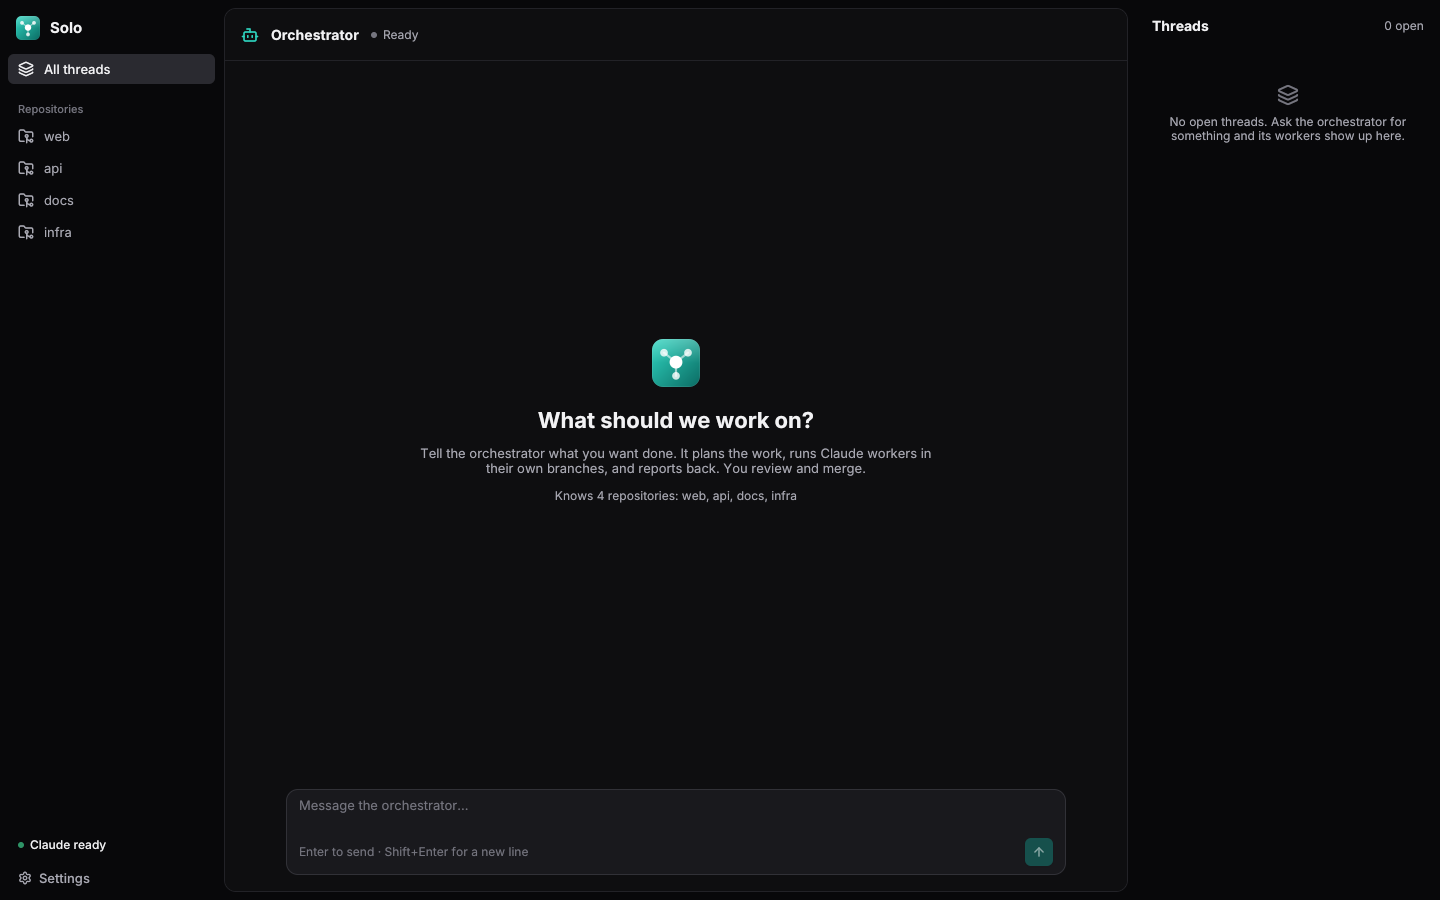 Solo
All threads
Repositories
web
api
docs
infra
Claude ready
Settings
Orchestrator
Ready
What should we work on?
Tell the orchestrator what you want done. It plans the work, runs Claude workers in
their own branches, and reports back. You review and merge.
Knows 4 repositories: web, api, docs, infra
Message the orchestrator...
Enter to send · Shift+Enter for a new line
Threads
0 open
No open threads. Ask the orchestrator for
something and its workers show up here.